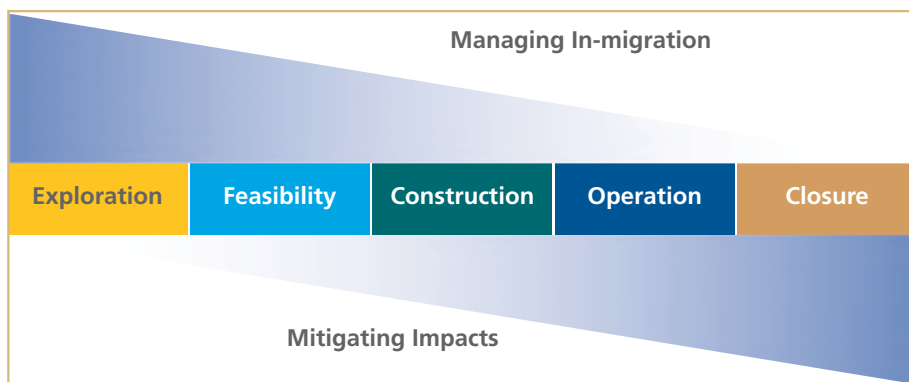 Managing In-migration
Exploration Feasibility Construction Operation Closure
Mitigating Impacts